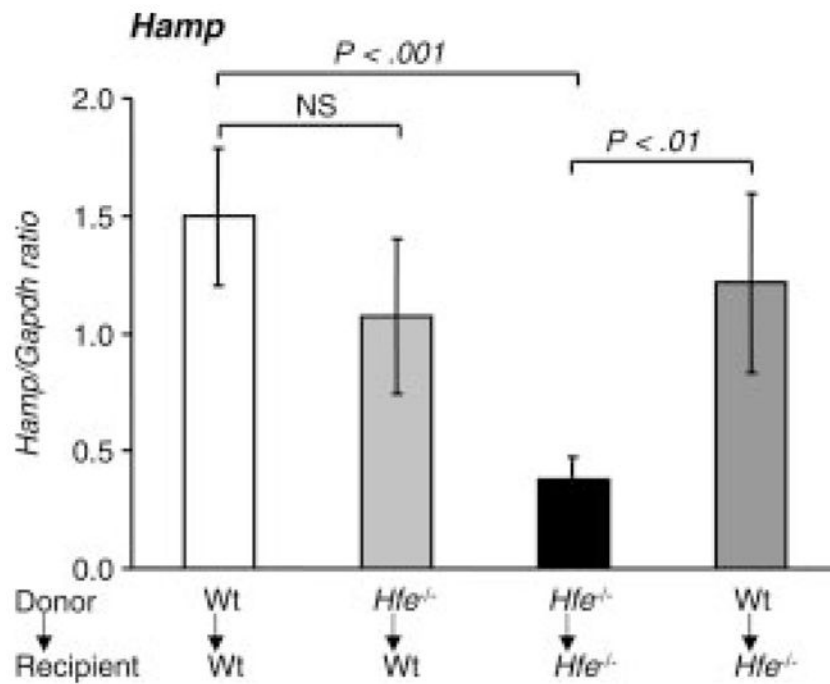 Hamp
P < .001
2.0
NS
P < .01
1.5
1.0
0.5
0.0
Hamp/Gapdh ratio
Donor Wt Hfe-/- Hfe-/- Wt
Recipient Wt Wt Hfe-/- Hfe-/-